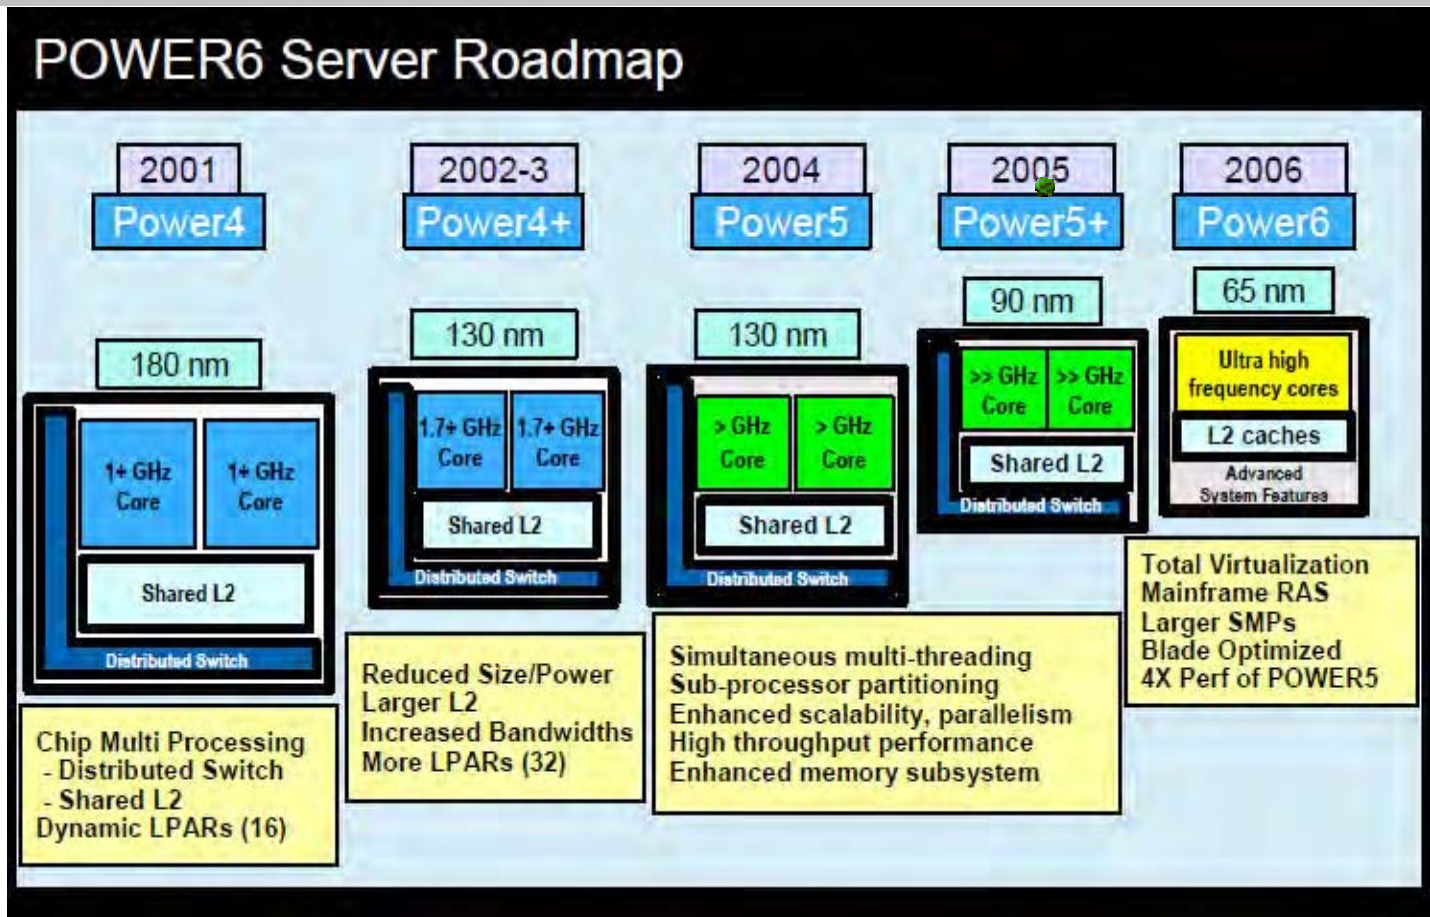 POWER6 Server Roadmap
2001
Power4
180 nm
1+ GHz
Core
1+ GHz
Core
Shared L2
Distributed Switch
Chip Multi Processing
- Distributed Switch
- Shared L2
Dynamic LPARs (16)
2002-3
Power4+
130 nm
1.7+ GHz
Core
1.7+ GHz
Core
Shared L2
Distributed Switch
Reduced Size/Power
Larger L2
Increased Bandwidths
More LPARs (32)
2004
Power5
130 nm
> GHz
Core
> GHz
Core
Shared L2
Distributed Switch
2005
Power5+
90 nm
>> GHz
Core
>> GHz
Core
Shared L2
Distributed Switch
Simultaneous multi-threading
Sub-processor partitioning
Enhanced scalability, parallelism
High throughput performance
Enhanced memory subsystem
2006
Power6
65 nm
Ultra high
frequency cores
L2 caches
Advanced
System Features
Total Virtualization
Mainframe RAS
Larger SMPs
Blade Optimized
4X Perf of POWER5